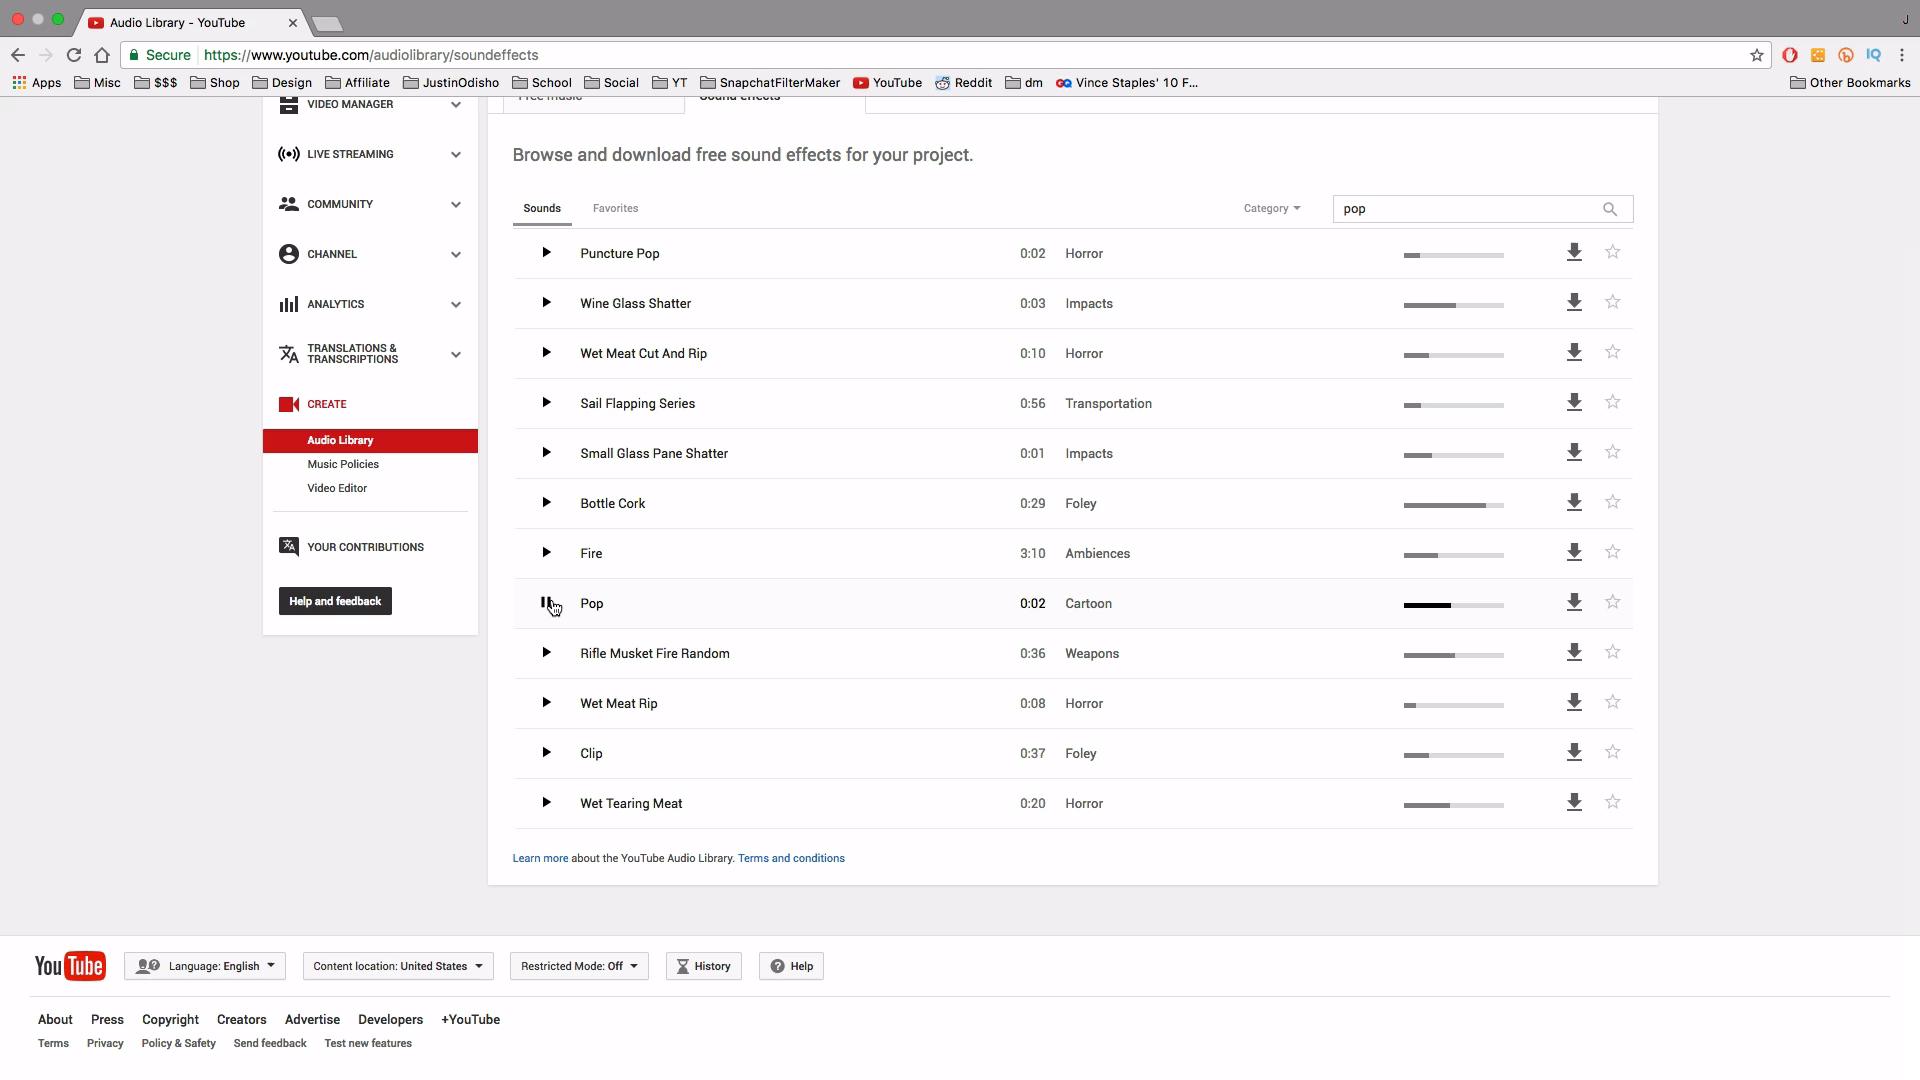 Audio Library - YouTube
J
Secure https://www.youtube.com/audiolibrary/soundeffects
Apps Misc $$$ Shop Design Affiliate JustinOdisho School Social YT SnapchatFilterMaker YouTube Reddit dm Vince Staples' 10 F... Other Bookmarks
VIDEO MANAGER
LIVE STREAMING
COMMUNITY
CHANNEL
ANALYTICS
TRANSLATIONS &
TRANSCRIPTIONS
CREATE
Audio Library
Music Policies
Video Editor
YOUR CONTRIBUTIONS
Help and feedback
Free music Sound effects
Browse and download free sound effects for your project.
Sounds Favorites Category pop
Puncture Pop 0:02 Horror
Wine Glass Shatter 0:03 Impacts
Wet Meat Cut And Rip 0:10 Horror
Sail Flapping Series 0:56 Transportation
Small Glass Pane Shatter 0:01 Impacts
Bottle Cork 0:29 Foley
Fire 3:10 Ambiences
Pop 0:02 Cartoon
Rifle Musket Fire Random 0:36 Weapons
Wet Meat Rip 0:08 Horror
Clip 0:37 Foley
Wet Tearing Meat 0:20 Horror
Learn more about the YouTube Audio Library. Terms and conditions
YouTube Language: English Content location: United States Restricted Mode: Off History Help
About Press Copyright Creators Advertise Developers +YouTube
Terms Privacy Policy & Safety Send feedback Test new features